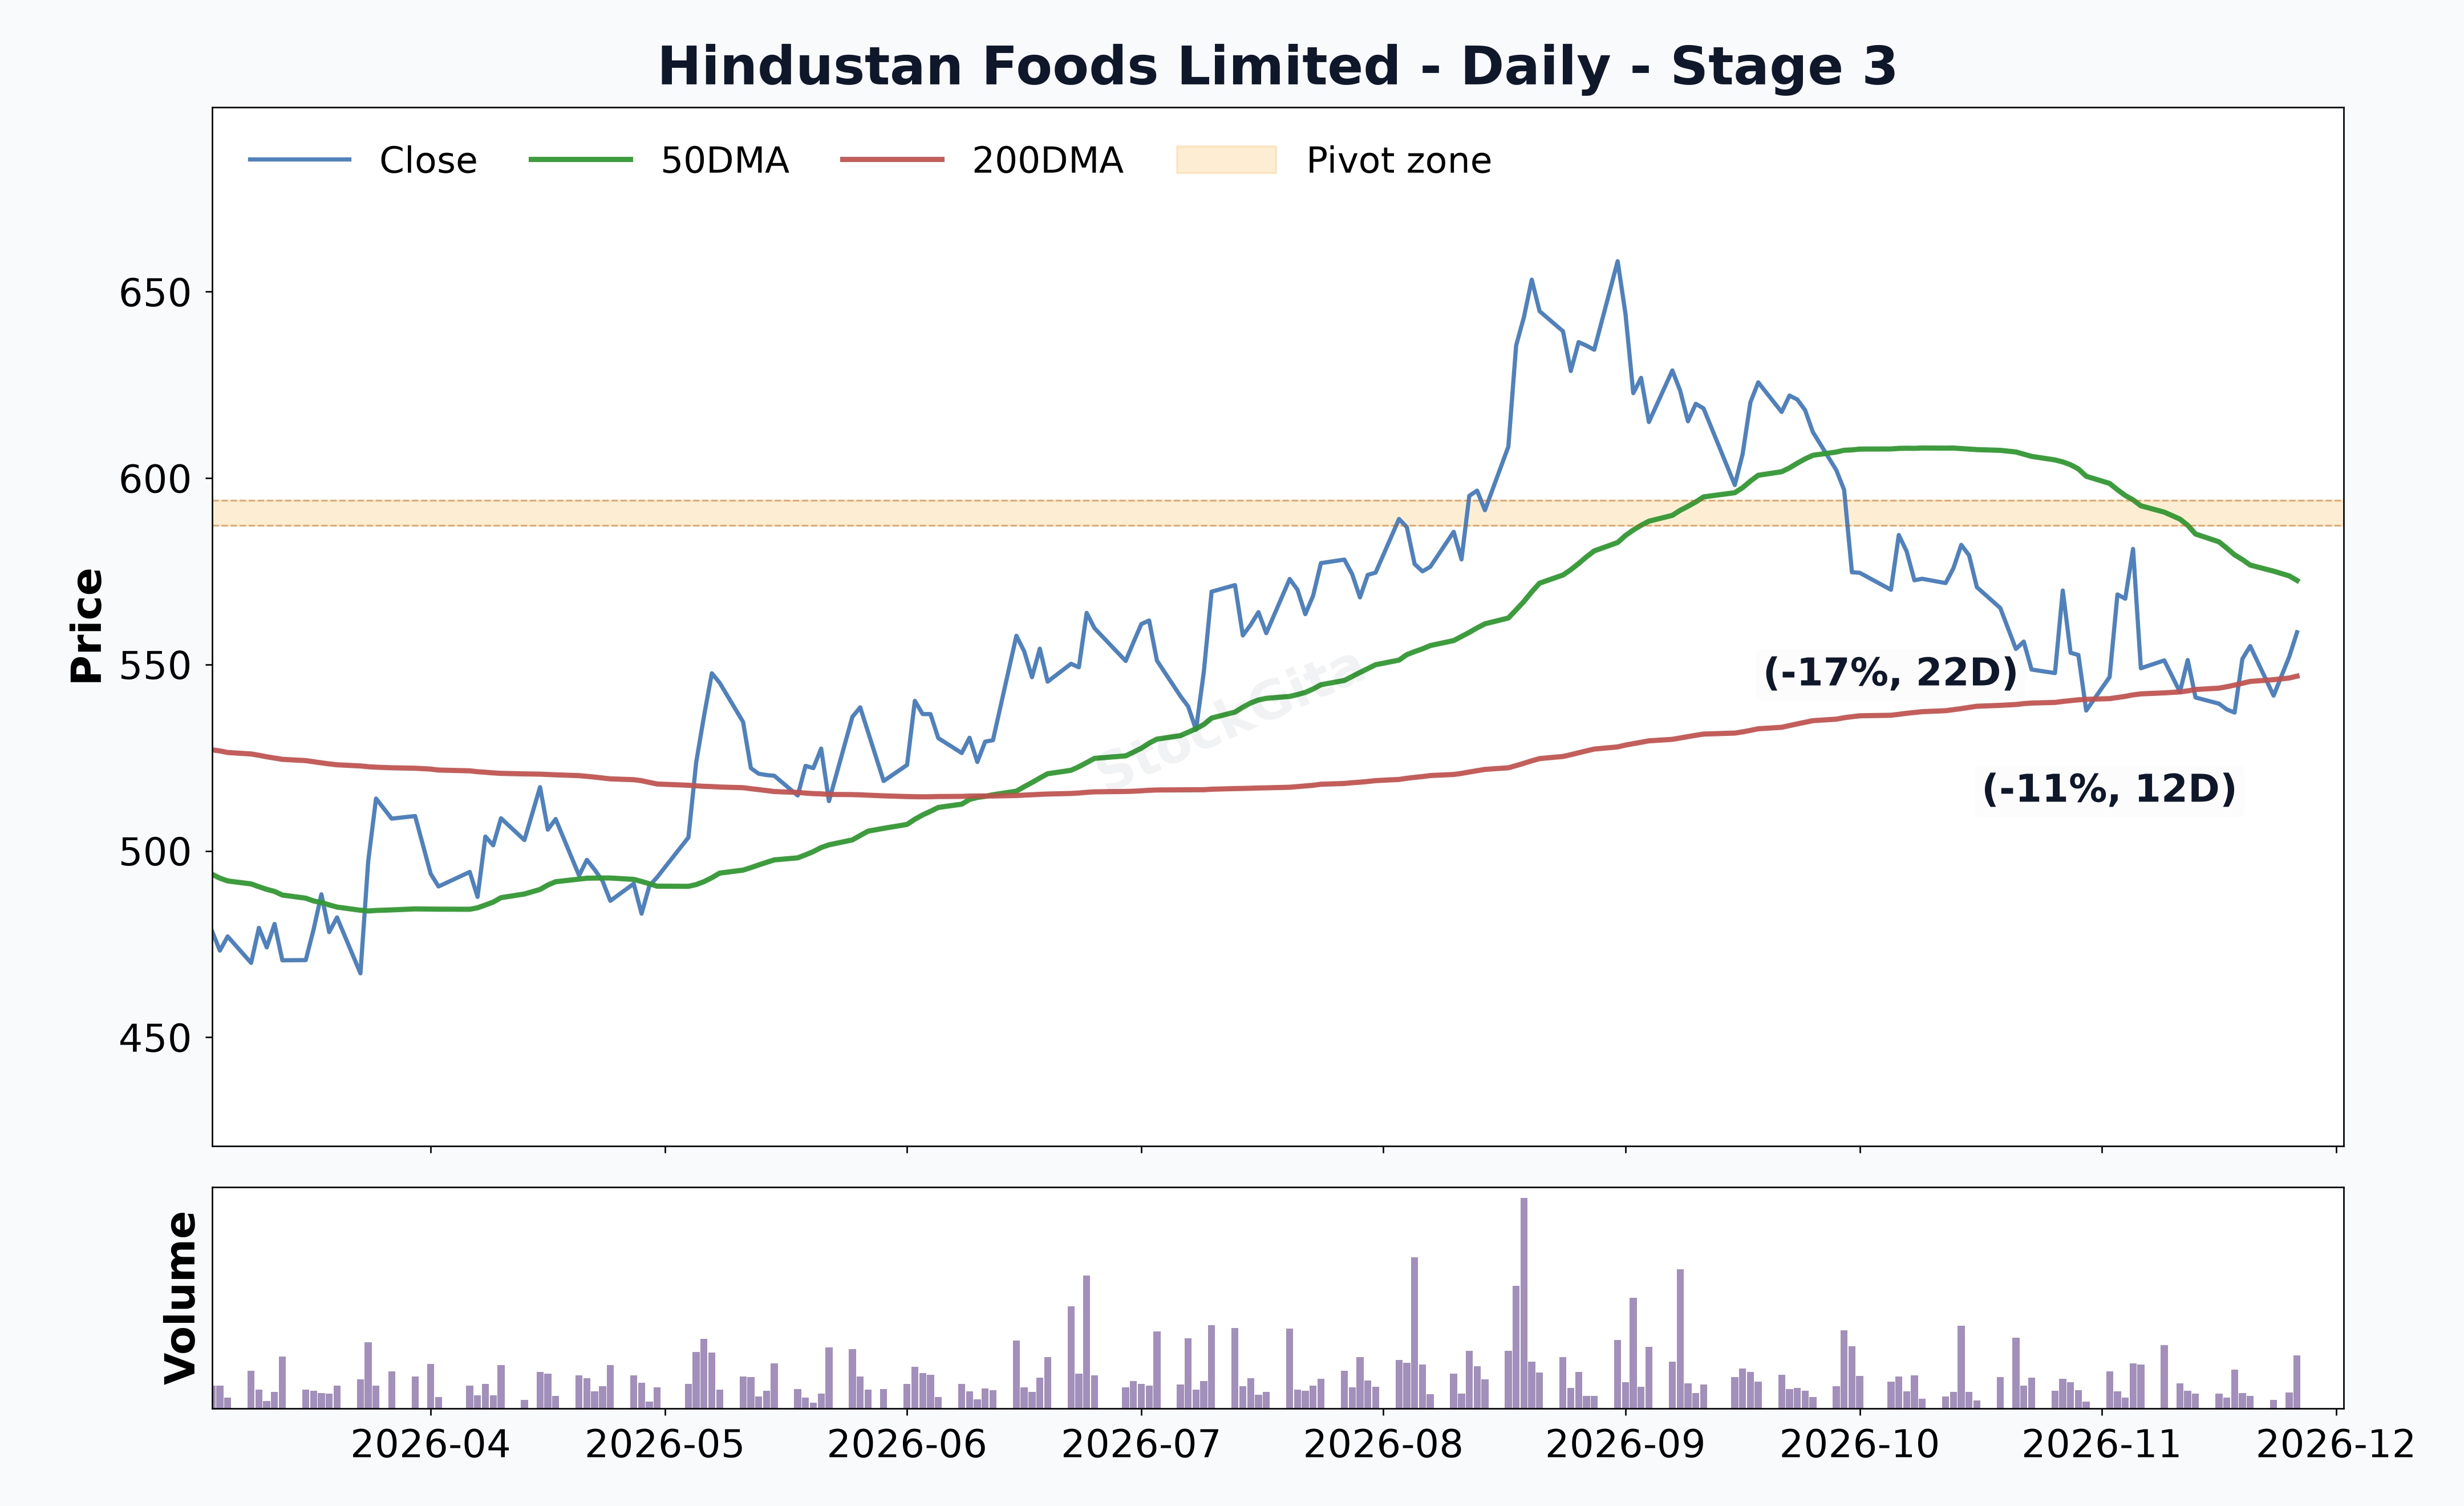 Hindustan Foods Limited - Daily - Stage 3
Close 50DMA 200DMA Pivot zone
Price
650
600
550
500
450
(-17%, 22D)
(-11%, 12D)
StockGita
Volume
2026-04 2026-05 2026-06 2026-07 2026-08 2026-09 2026-10 2026-11 2026-12